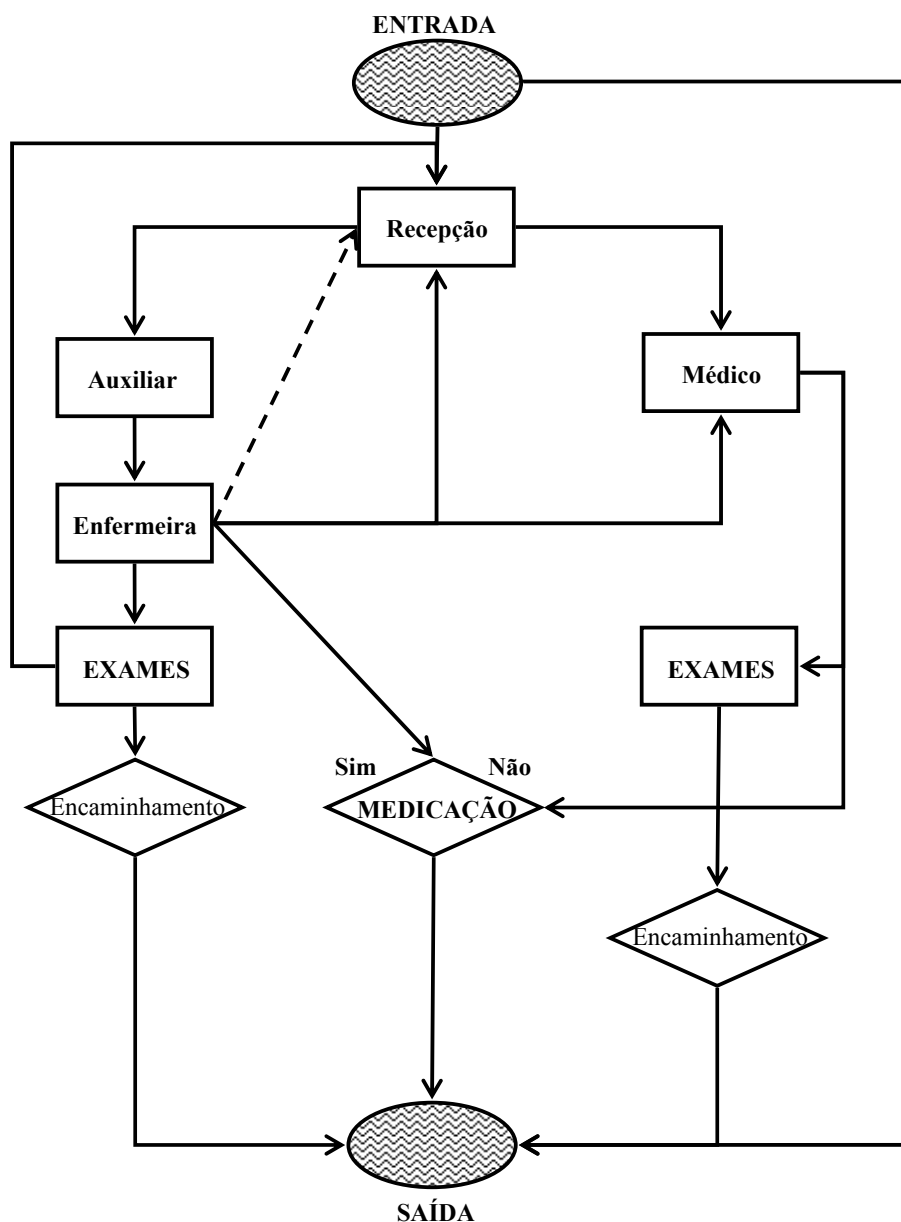 ENTRADA
Recepção
Auxiliar
Médico
Enfermeira
EXAMES
EXAMES
Sim
Não
Encaminhamento
MEDICAÇÃO
Encaminhamento
SAÍDA